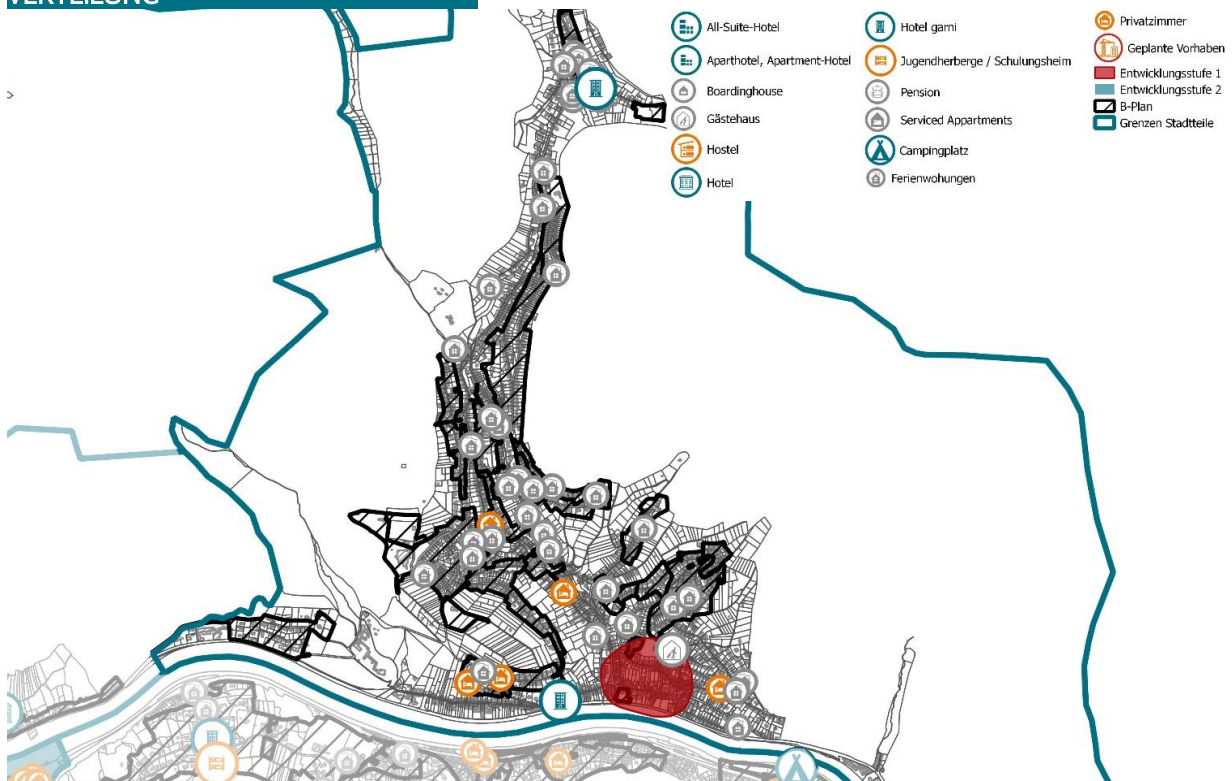 VERTEILUNG
All-Suite-Hotel
Aparthotel, Apartment-Hotel
Boardinghouse
Gästehaus
Hostel
Hotel
Hotel garni
Jugendherberge / Schulungsheim
Pension
Serviced Appartments
Campingplatz
Ferienwohungen
Privatzimmer
Geplante Vorhaben
Entwicklungsstufe 1
Entwicklungsstufe 2
B-Plan
Grenzen Stadtteile